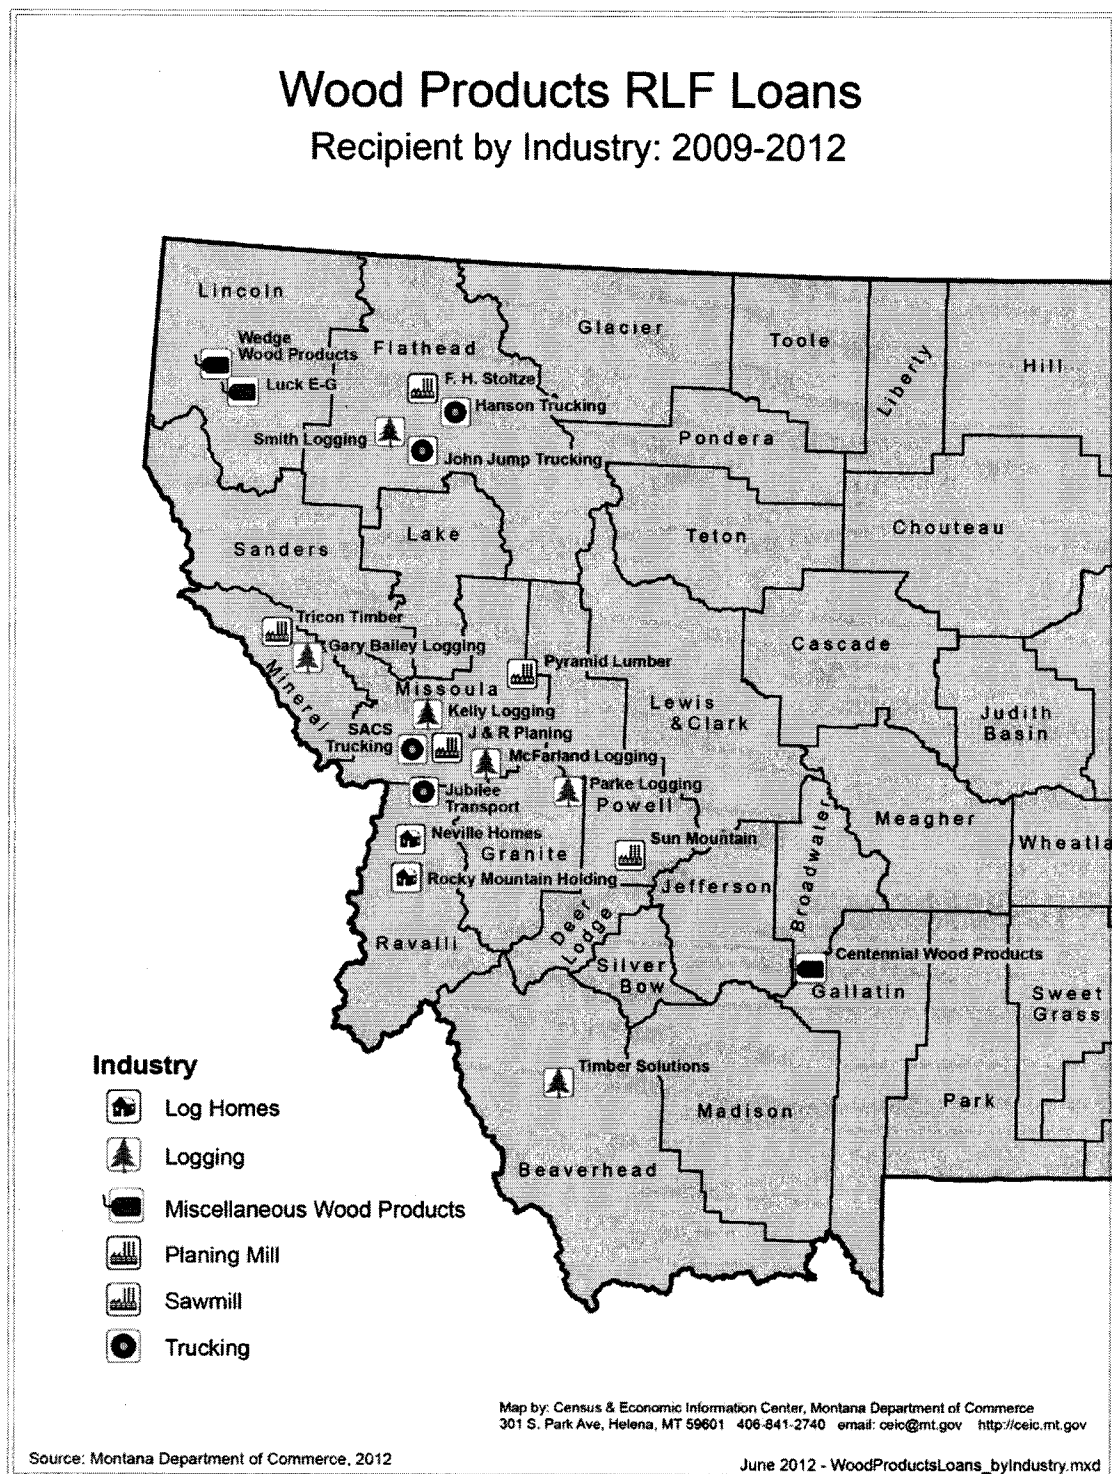 Wood Products RLF Loans
Recipient by Industry: 2009-2012
Lincoln
Glacier
Toole
Liberty
Hill
Wedge
Wood Products
Flathead
Luck E-G
F. H. Stoltze
Hanson Trucking
Smith Logging
John Jump Trucking
Pondera
Chouteau
Sanders
Lake
Teton
Tricon Timber
Gary Bailey Logging
Cascade
Mineral
Missoula
Pyramid Lumber
Lewis
& Clark
Judith
Basin
Kelly Logging
SACS
Trucking
J & R Planing
McFarland Logging
Jubilee
Transport
Parke Logging
Powell
Broadwater
Meagher
Wheatla
Neville Homes
Granite
Sun Mountain
Rocky Mountain Holding
Jefferson
Deer
Lodge
Ravalli
Silver
Bow
Centennial Wood Products
Gallatin
Sweet
Grass
Timber Solutions
Madison
Park
Beaverhead
Industry
Log Homes
Logging
Miscellaneous Wood Products
Planing Mill
Sawmill
Trucking
Map by: Census & Economic Information Center, Montana Department of Commerce
301 S. Park Ave, Helena, MT 59601 406-841-2740 email: ceic@mt.gov http://ceic.mt.gov
Source: Montana Department of Commerce, 2012
June 2012 - WoodProductsLoans_byIndustry.mxd